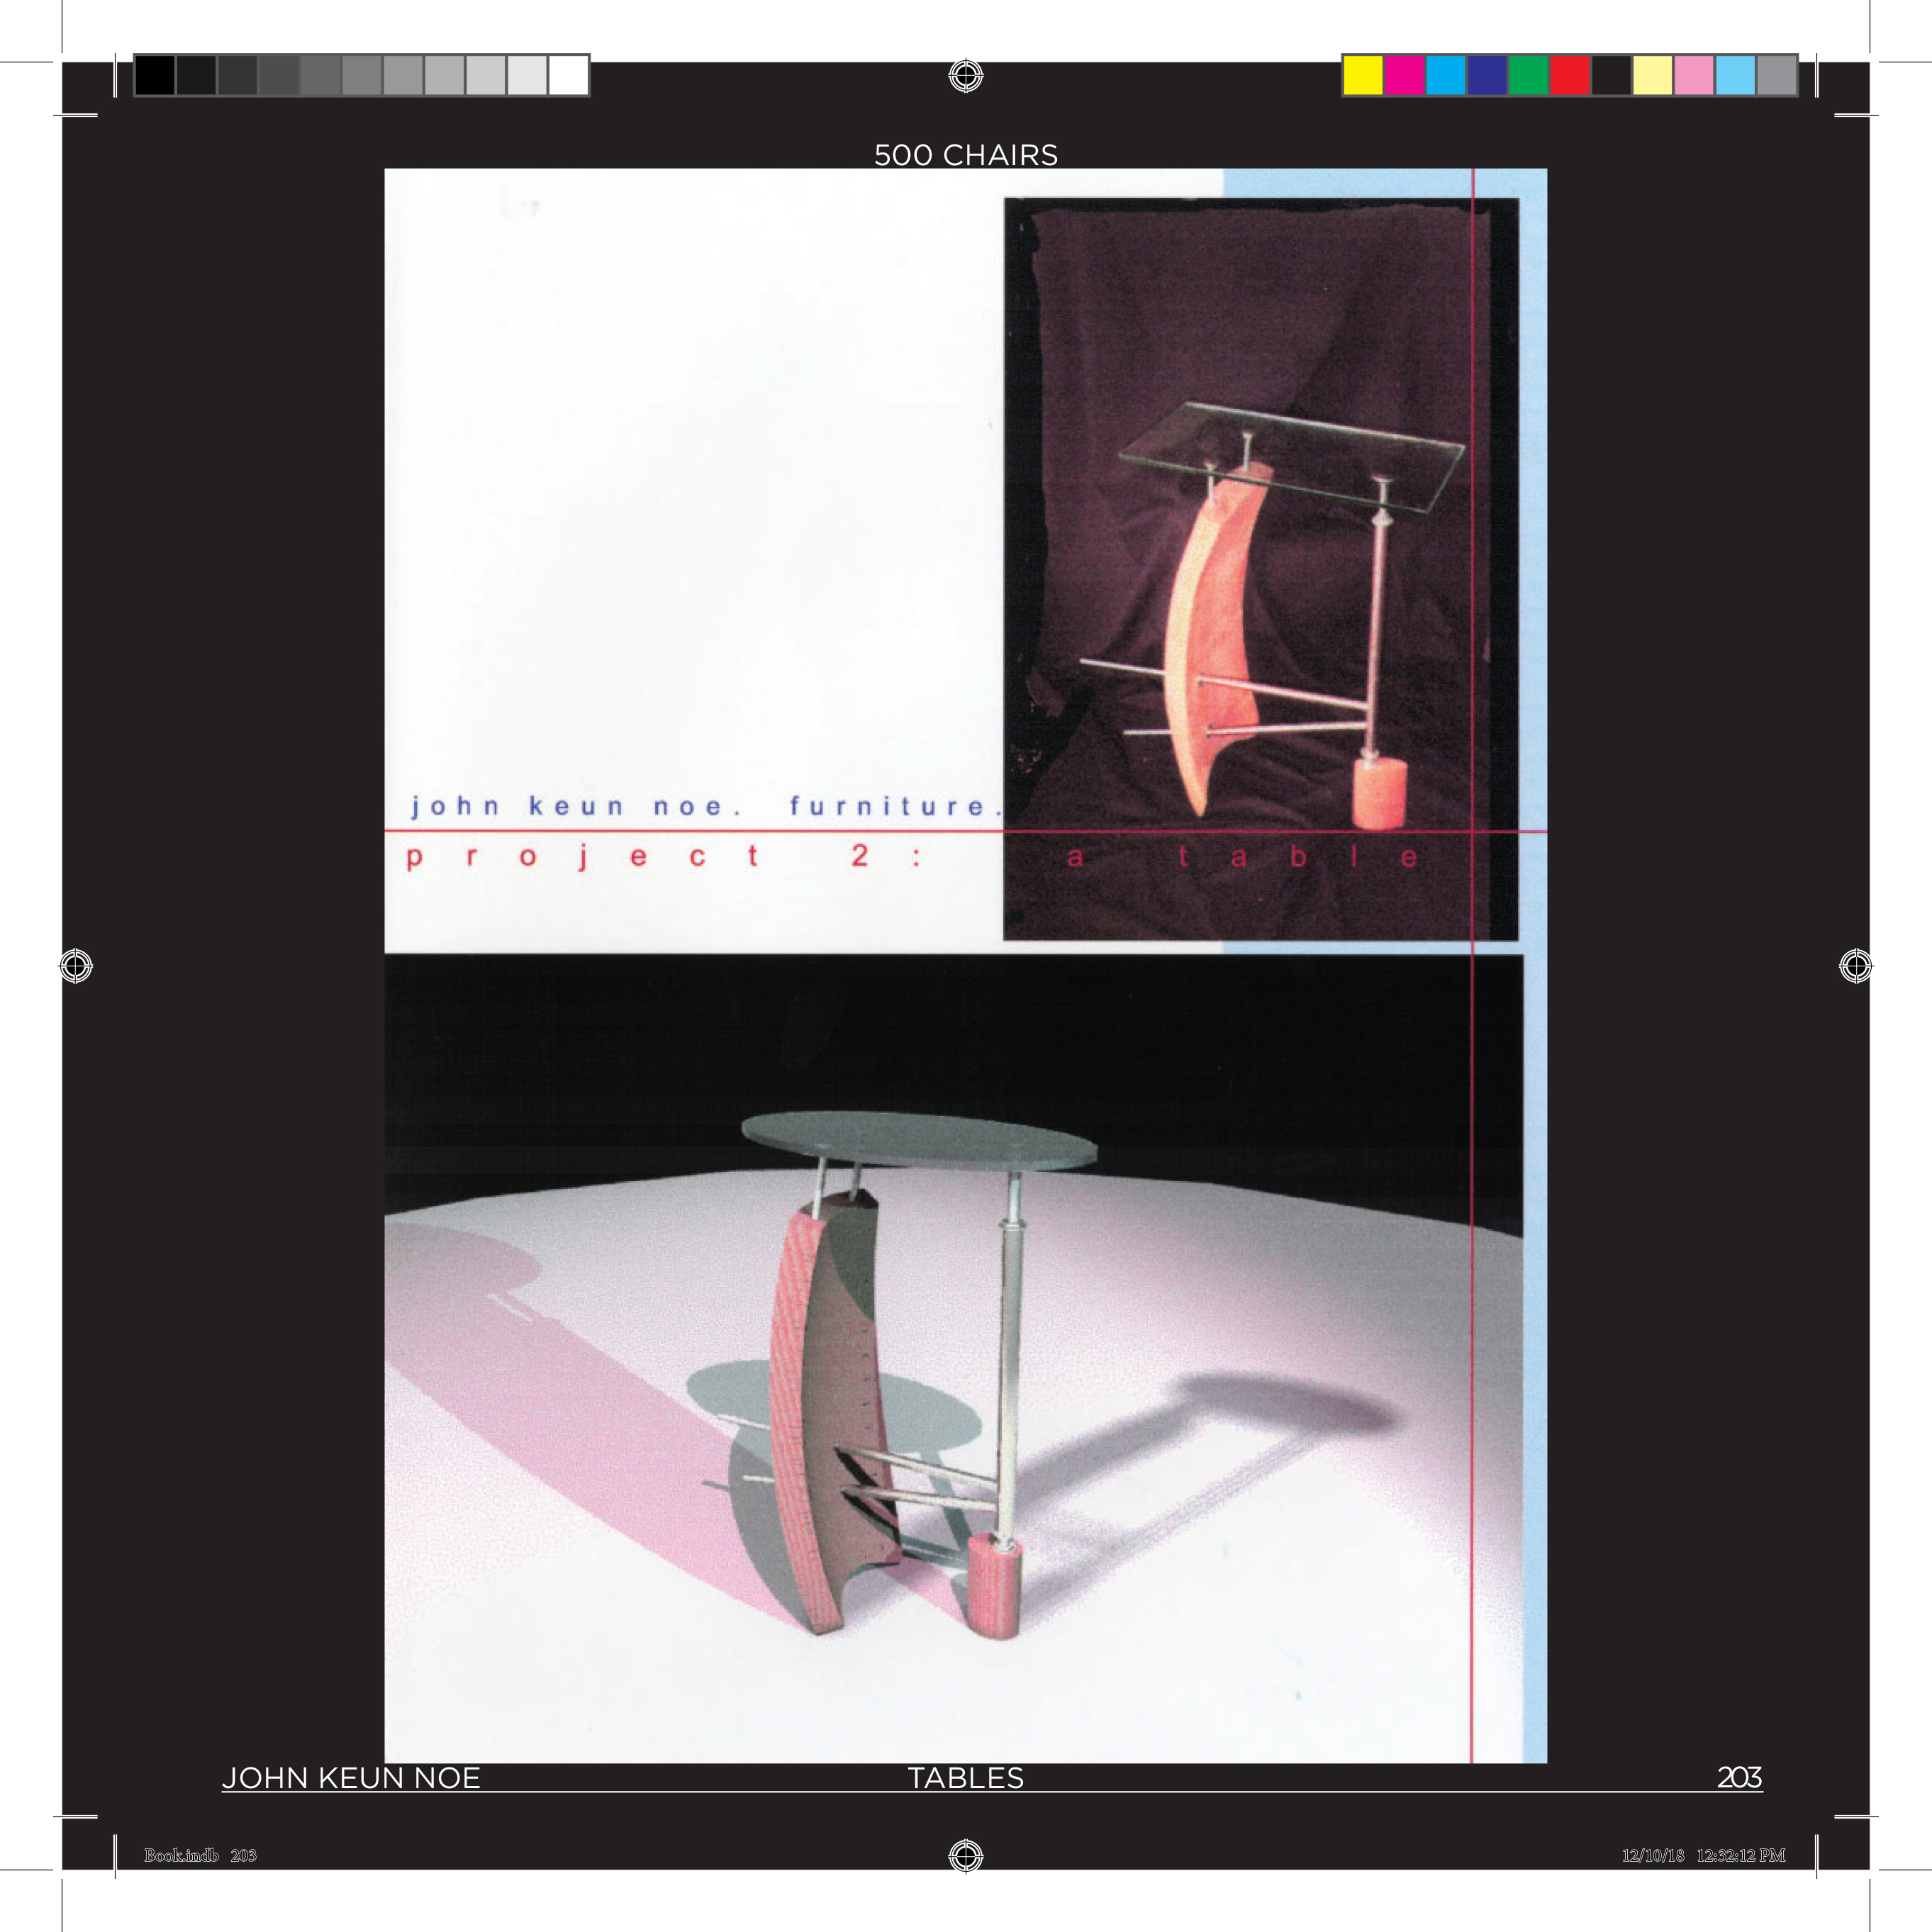 500 CHAIRS
john keun noe. furniture.
project 2: a table
JOHN KEUN NOE TABLES 203
Book.indb 203 12/10/18 12:32:12 PM